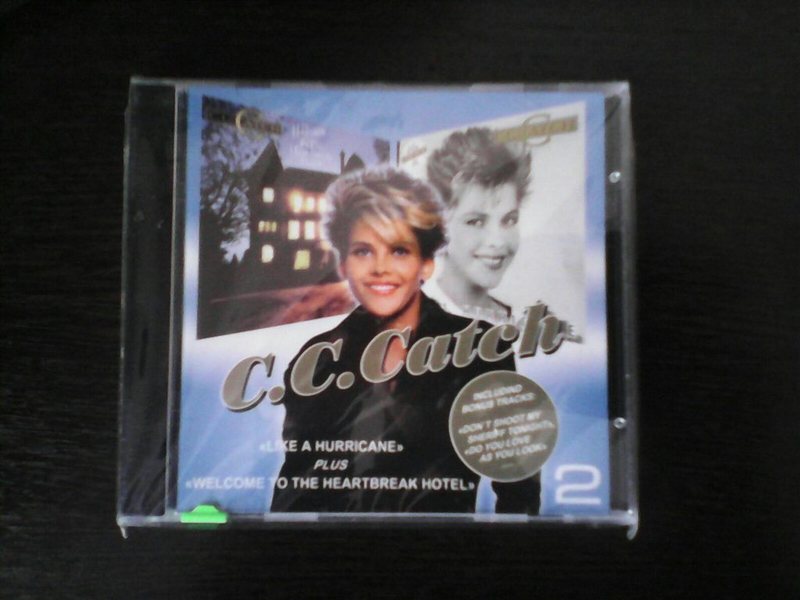 C.C.Catch
INCLUDIND
BONUS TRACKS:
«DON'T SHOOT MY
SHERIFF TONIGHT»,
«DO YOU LOVE
AS YOU LOOK»
«LIKE A HURRICANE»
PLUS
«WELCOME TO THE HEARTBREAK HOTEL»
2